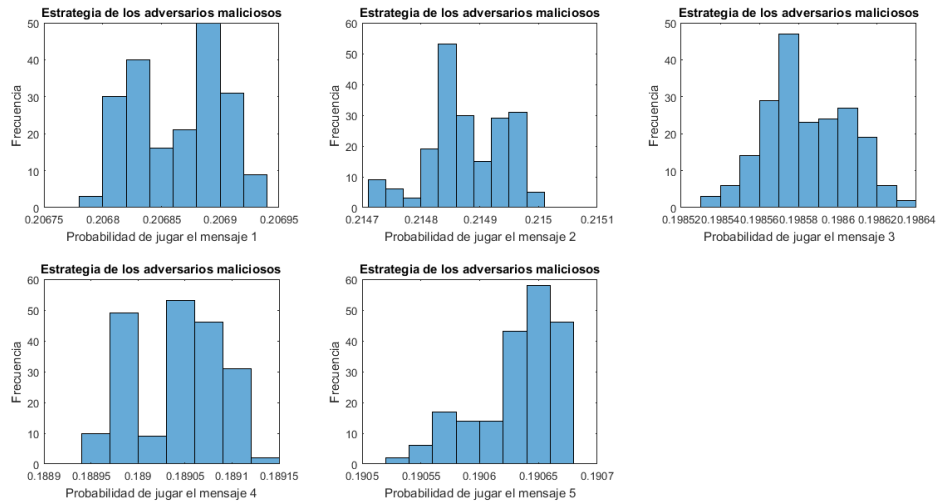 Estrategia de los adversarios maliciosos
50
40
30
20
10
0
Frecuencia
0.20675 0.2068 0.20685 0.2069 0.20695
Probabilidad de jugar el mensaje 1
Estrategia de los adversarios maliciosos
60
50
40
30
20
10
0
Frecuencia
0.2147 0.2148 0.2149 0.215 0.2151
Probabilidad de jugar el mensaje 2
Estrategia de los adversarios maliciosos
50
40
30
20
10
0
Frecuencia
0.19852 0.19854 0.19856 0.19858 0.1986 0.19862 0.19864
Probabilidad de jugar el mensaje 3
Estrategia de los adversarios maliciosos
60
50
40
30
20
10
0
Frecuencia
0.1889 0.18895 0.189 0.18905 0.1891 0.18915
Probabilidad de jugar el mensaje 4
Estrategia de los adversarios maliciosos
60
50
40
30
20
10
0
Frecuencia
0.1905 0.19055 0.1906 0.19065 0.1907
Probabilidad de jugar el mensaje 5